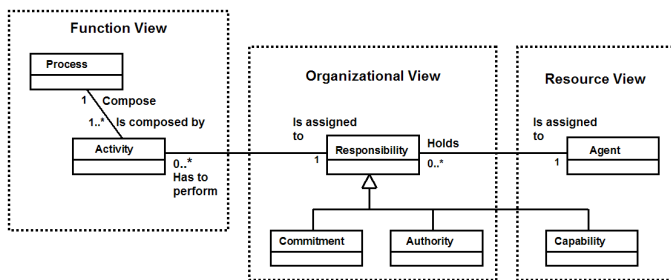 Function View
Process
1
Compose
1..*
Is composed by
Activity
0..*
Has to
perform
Organizational View
Is assigned
to
1
Responsibility
Holds
0..*
Commitment
Authority
Resource View
Is assigned
to
1
Agent
Capability